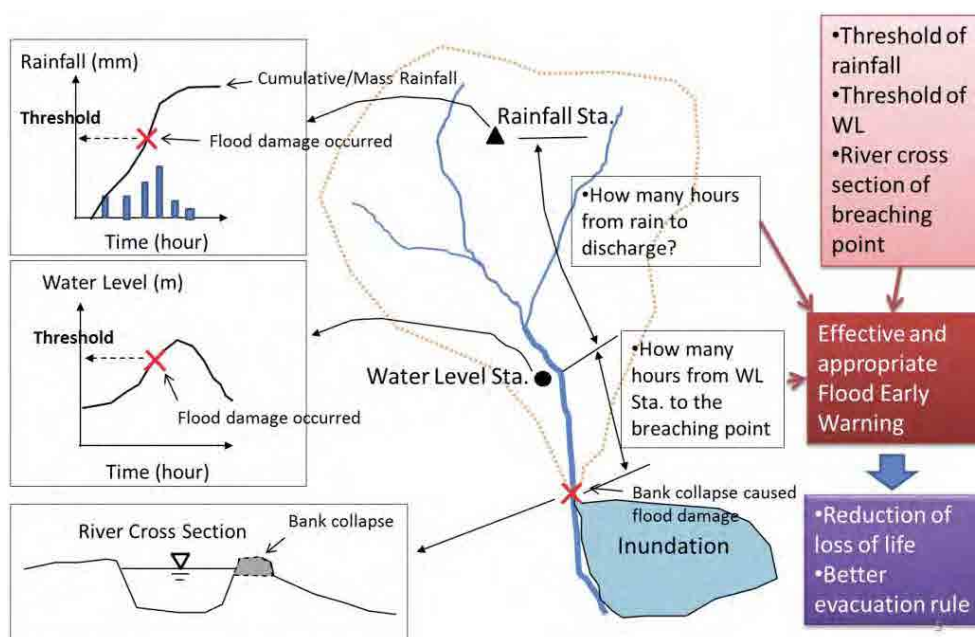 Rainfall (mm)
Cumulative/Mass Rainfall
Threshold
Flood damage occurred
Time (hour)
Water Level (m)
Threshold
Flood damage occurred
Time (hour)
River Cross Section
Bank collapse
Rainfall Sta.
•How many hours
from rain to
discharge?
Water Level Sta.
•How many
hours from WL
Sta. to the
breaching point
Bank collapse caused
flood damage
Inundation
•Threshold of
rainfall
•Threshold of
WL
•River cross
section of
breaching
point
Effective and
appropriate
Flood Early
Warning
•Reduction of
loss of life
•Better
evacuation rule